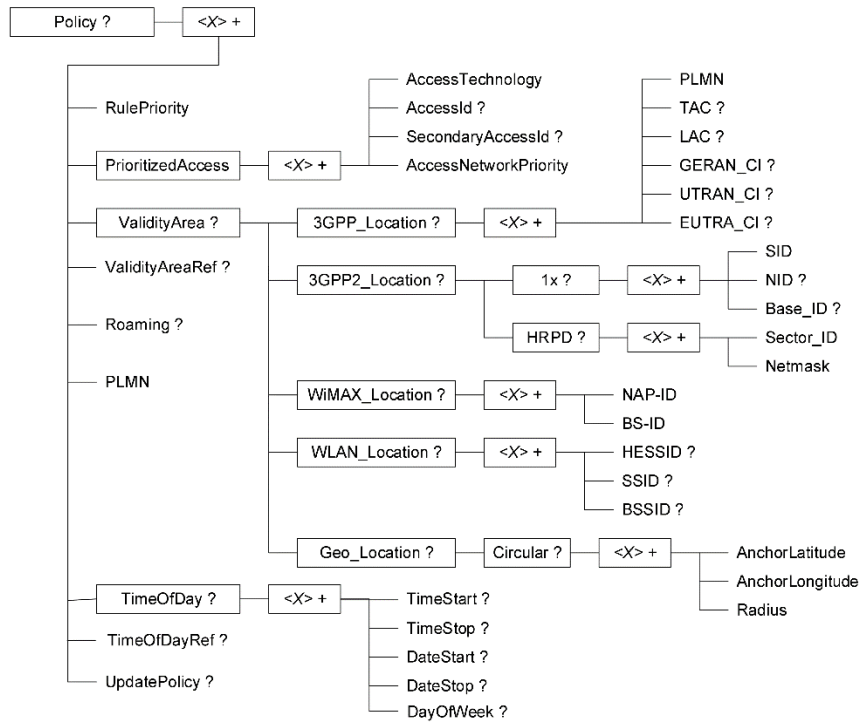 Policy ? <X> +
AccessTechnology PLMN
RulePriority AccessId ? TAC ?
SecondaryAccessId ? LAC ?
PrioritizedAccess <X> + AccessNetworkPriority GERAN_CI ?
UTRAN_CI ?
ValidityArea ? 3GPP_Location ? <X> + EUTRA_CI ?
SID
ValidityAreaRef ? 3GPP2_Location ? 1x ? <X> + NID ?
Base_ID ?
Roaming ? HRPD ? <X> + Sector_ID
Netmask
PLMN WiMAX_Location ? <X> + NAP-ID
BS-ID
WLAN_Location ? <X> + HESSID ?
SSID ?
BSSID ?
Geo_Location ? Circular ? <X> + AnchorLatitude
AnchorLongitude
TimeOfDay ? <X> + TimeStart ? Radius
TimeStop ?
TimeOfDayRef ? DateStart ?
UpdatePolicy ? DateStop ?
DayOfWeek ?